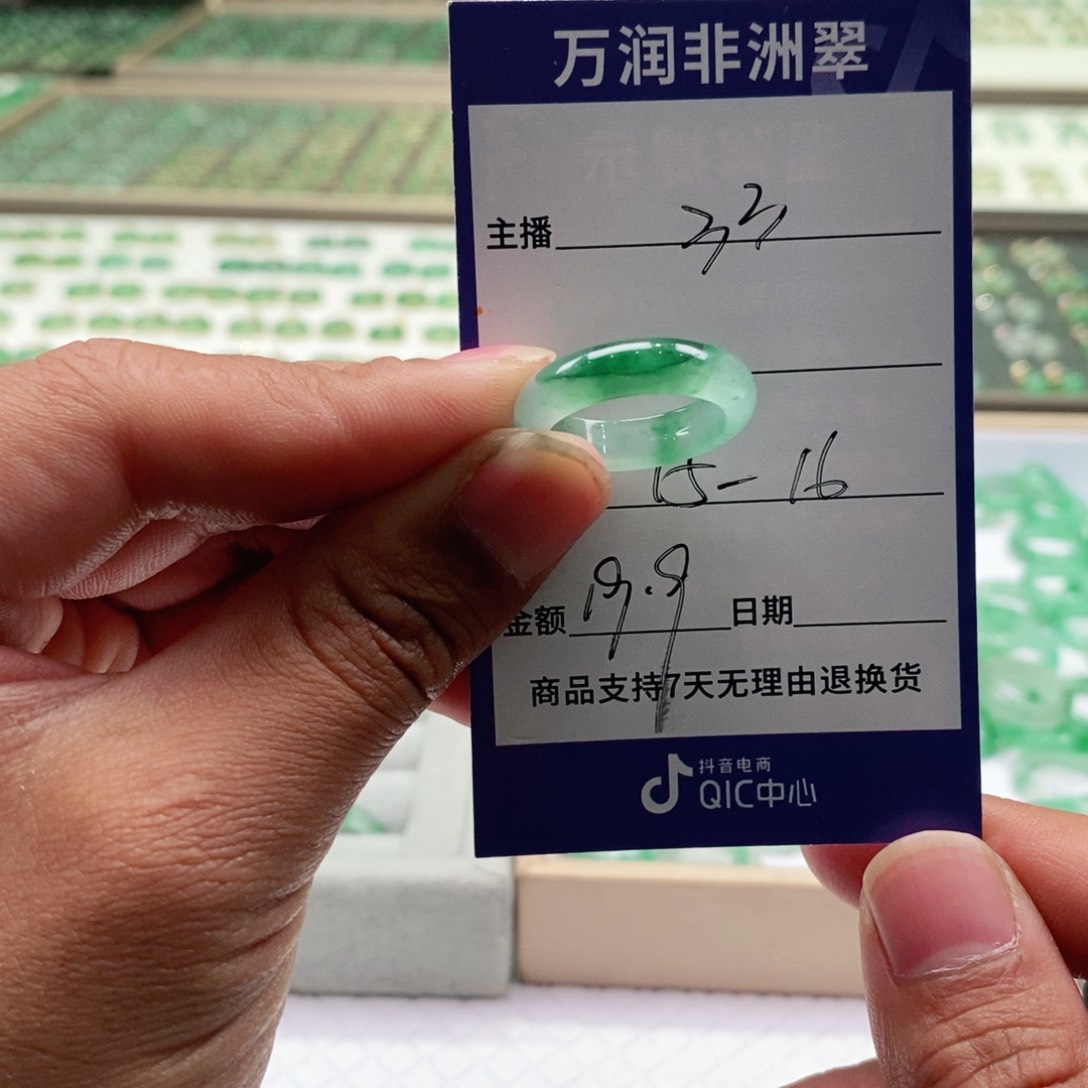 万润非洲翠
主播
15-16
金额 19.9 日期
商品支持7天无理由退换货
抖音电商
QIC中心